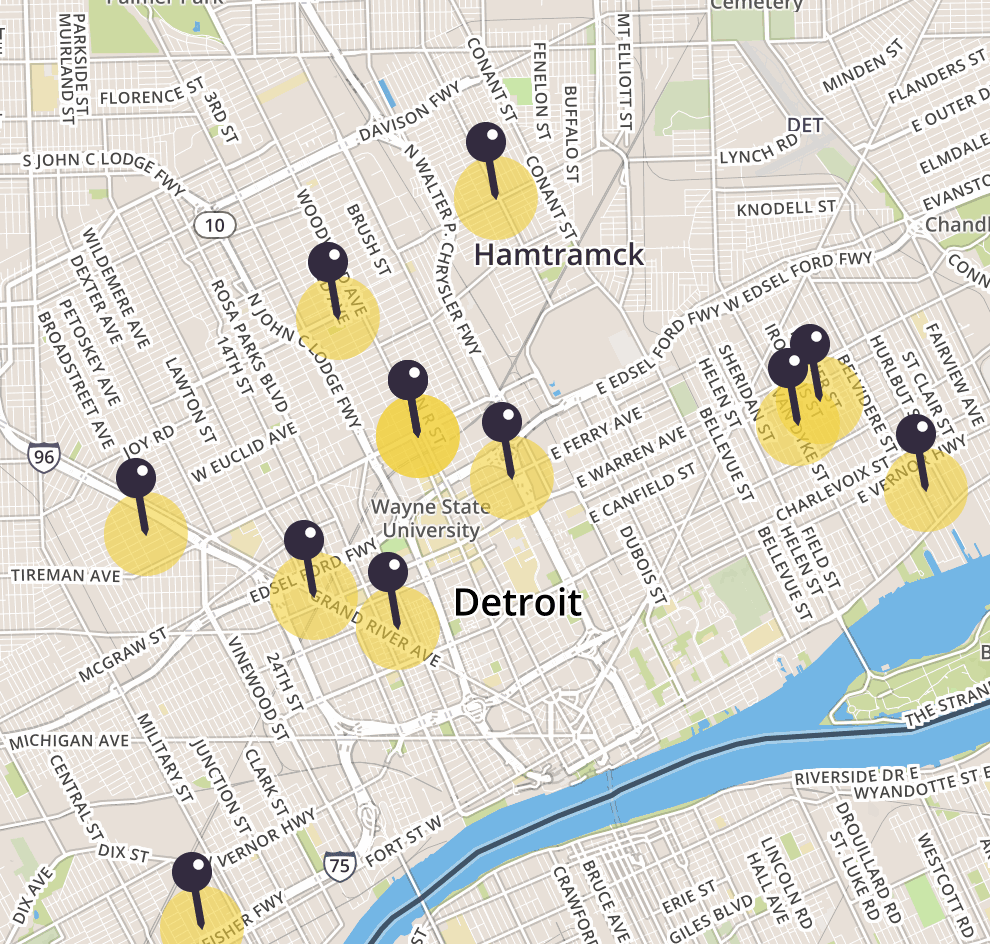 Palmer Park
Cemetery
PARKSIDE ST
MUIRLAND ST
FLORENCE ST
3RD ST
CONANT ST
FENELON ST
BUFFALO ST
MT ELLIOTT ST
MINDEN ST
FLANDERS ST
E OUTER D
DAVISON FWY
DET
LYNCH RD
ELMDALE
S JOHN C LODGE FWY
N WALTER P. CHRYSLER FWY
CONANT ST
EVANSTO
KNODELL ST
Chandl
10
BRUSH ST
Hamtramck
WILDEMERE AVE
DEXTER AVE
PETOSKEY AVE
BROADSTREET AVE
ROSA PARKS BLVD
14TH ST
N JOHN C LODGE FWY
E EDSEL FORD FWY W EDSEL FORD FWY
CONN
LAWTON ST
W EUCLID AVE
JOY RD
96
HELEN ST
SHERIDAN ST
BELLEVUE ST
BELVIDERE ST
HURLBUT S
ST CLAIR ST
FAIRVIEW AVE
E FERRY AVE
E WARREN AVE
E CANFIELD ST
CHARLEVOIX ST
E VERNOR HWY
Wayne State
University
TIREMAN AVE
EDSEL FORD FWY
GRAND RIVER AVE
Detroit
DUBOIS ST
BELLEVUE ST
HELEN ST
FIELD ST
MCGRAW ST
VINEWOOD ST
24TH ST
B
THE STRAN
MICHIGAN AVE
MILITARY ST
JUNCTION ST
CLARK ST
CENTRAL ST
DIX ST
DIX AVE
VERNOR HWY
75
FORT ST W
FISHER FWY
RIVERSIDE DR E
WYANDOTTE ST E
DROUILLARD RD
ST. LUKE RD
WESTCOTT RD
LINCOLN RD
HALL AVE
ERIE ST
GILES BLVD
BRUCE AVE
CRAWFOR
ST